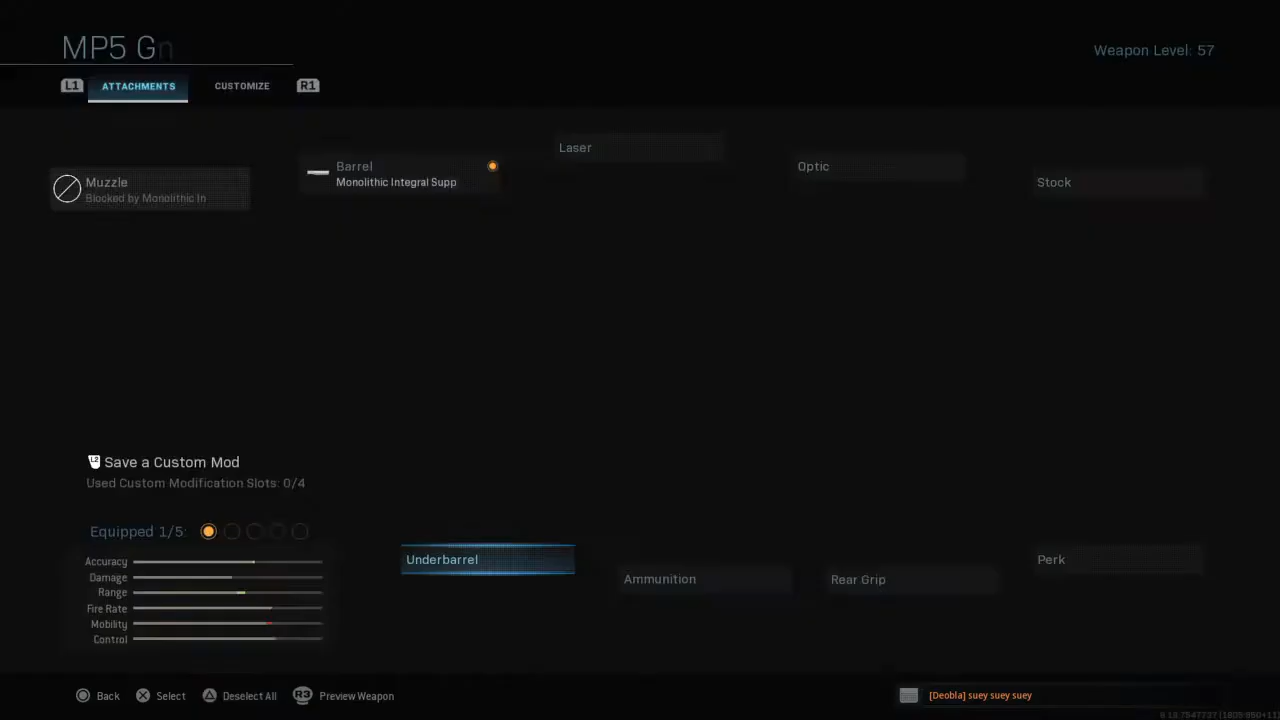 MP5 Gn
Weapon Level: 57
L1
ATTACHMENTS
CUSTOMIZE
R1
Laser
Barrel
Monolithic Integral Supp
Optic
Muzzle
Blocked by Monolithic In
Stock
L2 Save a Custom Mod
Used Custom Modification Slots: 0/4
Equipped 1/5:
Accuracy
Damage
Range
Fire Rate
Mobility
Control
Underbarrel
Ammunition
Rear Grip
Perk
Back
Select
Deselect All
R3 Preview Weapon
[Deobla] suey suey suey